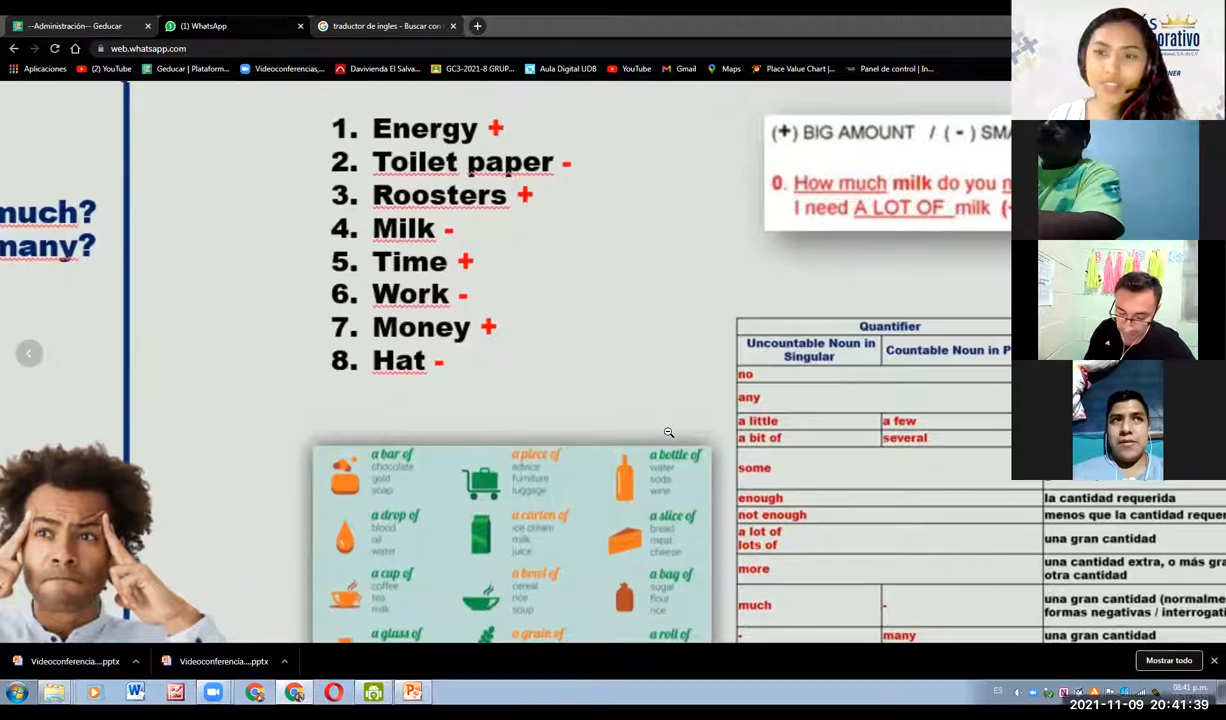 --Administración-- Geducar
(1) WhatsApp
traductor de ingles - Buscar con
web.whatsapp.com
Aplicaciones
(2) YouTube
Geducar | Plataform...
Videoconferencias,...
Davivienda El Salva...
GC3-2021-8 GRUP...
Aula Digital UDB
YouTube
Gmail
Maps
Place Value Chart |...
Panel de control | In...
orativo
NER
much?
many?
1. Energy +
2. Toilet paper -
3. Roosters +
4. Milk -
5. Time +
6. Work -
7. Money +
8. Hat -
(+) BIG AMOUNT / ( - ) SMA
0. How much milk do you n
I need A LOT OF milk (
Quantifier
Uncountable Noun in Singular
Countable Noun in P
no
any
a little
a few
a bit of
several
some
enough
la cantidad requerida
not enough
menos que la cantidad reque
a lot of
lots of
una gran cantidad
more
una cantidad extra, o más gra
otra cantidad
much
-
una gran cantidad (normalme
formas negativas / interrogati
-
many
una gran cantidad
a bar of
chocolate
gold
soap
a piece of
advice
furniture
luggage
a bottle of
water
soda
wine
a drop of
blood
oil
water
a carton of
ice cream
milk
juice
a slice of
bread
meat
cheese
a cup of
coffee
tea
milk
a bowl of
cereal
rice
soup
a bag of
sugar
flour
rice
a glass of
a grain of
a roll of
Videoconferencia....pptx
Videoconferencia....pptx
Mostrar todo
ES
08:41 p.m.
2021-11-09 20:41:39